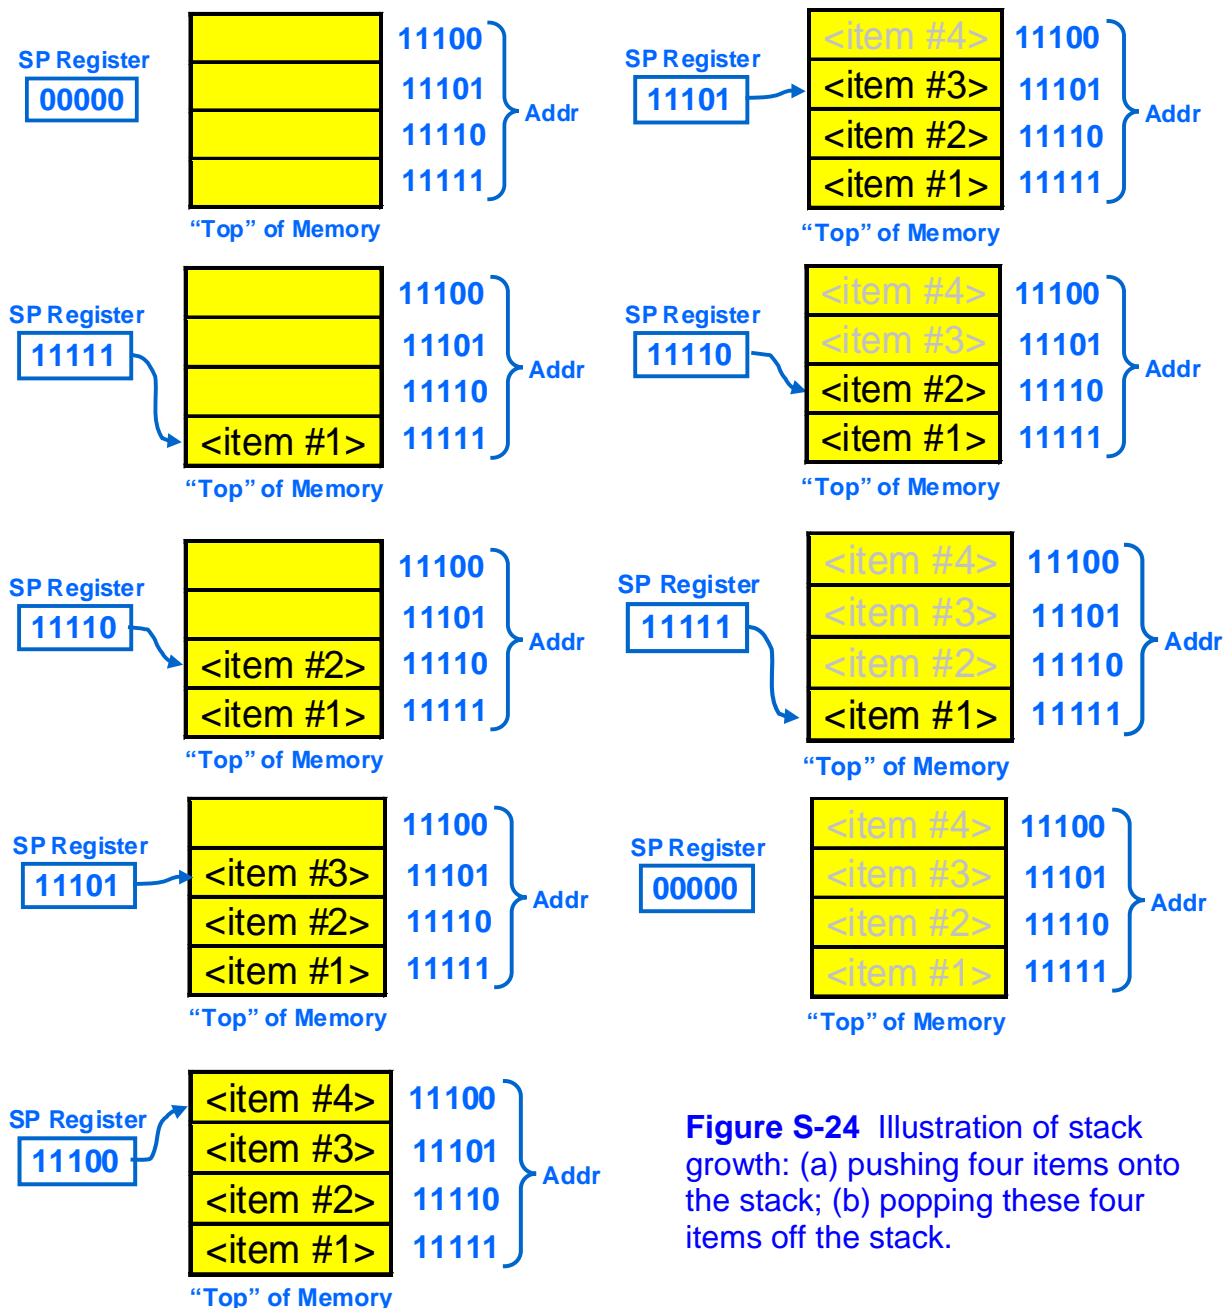 SP Register
00000
11100
11101
11110
11111
Addr
“Top” of Memory
SP Register
11111
<item #1>
11100
11101
11110
11111
Addr
“Top” of Memory
SP Register
11110
<item #2>
<item #1>
11100
11101
11110
11111
Addr
“Top” of Memory
SP Register
11101
<item #3>
<item #2>
<item #1>
11100
11101
11110
11111
Addr
“Top” of Memory
SP Register
11100
<item #4>
<item #3>
<item #2>
<item #1>
11100
11101
11110
11111
Addr
“Top” of Memory
SP Register
11101
<item #4>
<item #3>
<item #2>
<item #1>
11100
11101
11110
11111
Addr
“Top” of Memory
SP Register
11110
<item #4>
<item #3>
<item #2>
<item #1>
11100
11101
11110
11111
Addr
“Top” of Memory
SP Register
11111
<item #4>
<item #3>
<item #2>
<item #1>
11100
11101
11110
11111
Addr
“Top” of Memory
SP Register
00000
<item #4>
<item #3>
<item #2>
<item #1>
11100
11101
11110
11111
Addr
“Top” of Memory
Figure S-24 Illustration of stack
growth: (a) pushing four items onto
the stack; (b) popping these four
items off the stack.